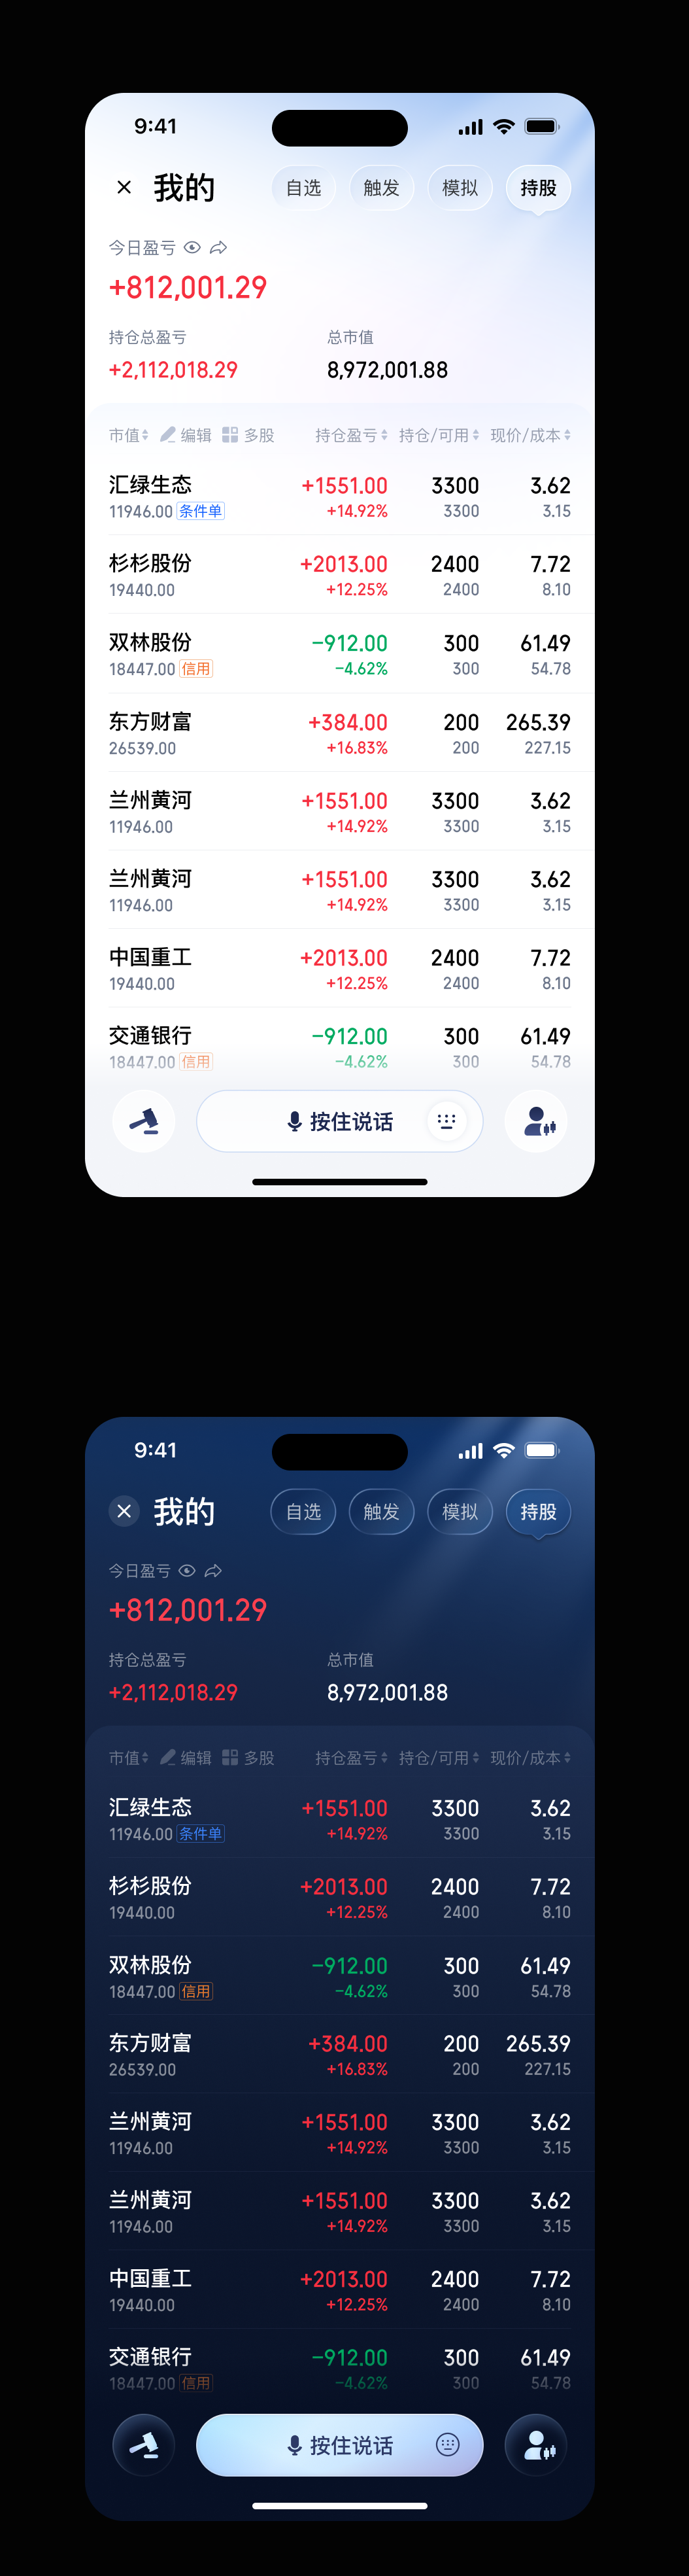 9:41
我的 自选 触发 模拟 持股
今日盈亏
+812,001.29
持仓总盈亏 总市值
+2,112,018.29 8,972,001.88
市值 编辑 多股 持仓盈亏 持仓/可用 现价/成本
汇绿生态 +1551.00 3300 3.62
11946.00 条件单 +14.92% 3300 3.15
杉杉股份 +2013.00 2400 7.72
19440.00 +12.25% 2400 8.10
双林股份 -912.00 300 61.49
18447.00 信用 -4.62% 300 54.78
东方财富 +384.00 200 265.39
26539.00 +16.83% 200 227.15
兰州黄河 +1551.00 3300 3.62
11946.00 +14.92% 3300 3.15
兰州黄河 +1551.00 3300 3.62
11946.00 +14.92% 3300 3.15
中国重工 +2013.00 2400 7.72
19440.00 +12.25% 2400 8.10
交通银行 -912.00 300 61.49
18447.00 信用 -4.62% 300 54.78
按住说话
9:41
我的 自选 触发 模拟 持股
今日盈亏
+812,001.29
持仓总盈亏 总市值
+2,112,018.29 8,972,001.88
市值 编辑 多股 持仓盈亏 持仓/可用 现价/成本
汇绿生态 +1551.00 3300 3.62
11946.00 条件单 +14.92% 3300 3.15
杉杉股份 +2013.00 2400 7.72
19440.00 +12.25% 2400 8.10
双林股份 -912.00 300 61.49
18447.00 信用 -4.62% 300 54.78
东方财富 +384.00 200 265.39
26539.00 +16.83% 200 227.15
兰州黄河 +1551.00 3300 3.62
11946.00 +14.92% 3300 3.15
兰州黄河 +1551.00 3300 3.62
11946.00 +14.92% 3300 3.15
中国重工 +2013.00 2400 7.72
19440.00 +12.25% 2400 8.10
交通银行 -912.00 300 61.49
18447.00 信用 -4.62% 300 54.78
按住说话